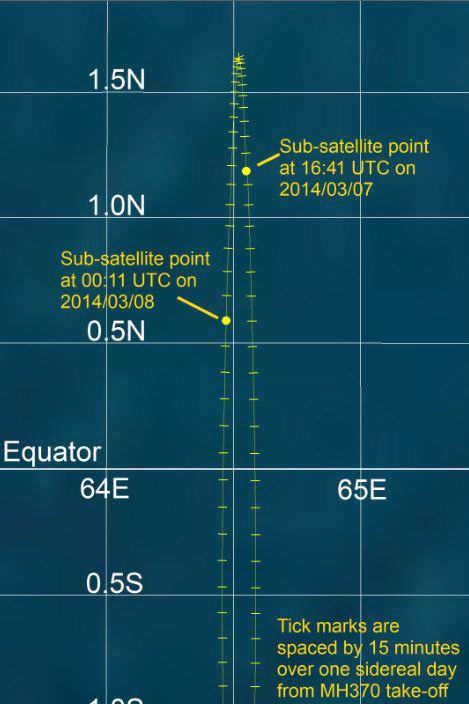 1.5N
Sub-satellite point
at 16:41 UTC on
2014/03/07
1.0N
Sub-satellite point
at 00:11 UTC on
2014/03/08
0.5N
Equator
64E
65E
0.5S
Tick marks are
spaced by 15 minutes
over one sidereal day
from MH370 take-off
1.0S